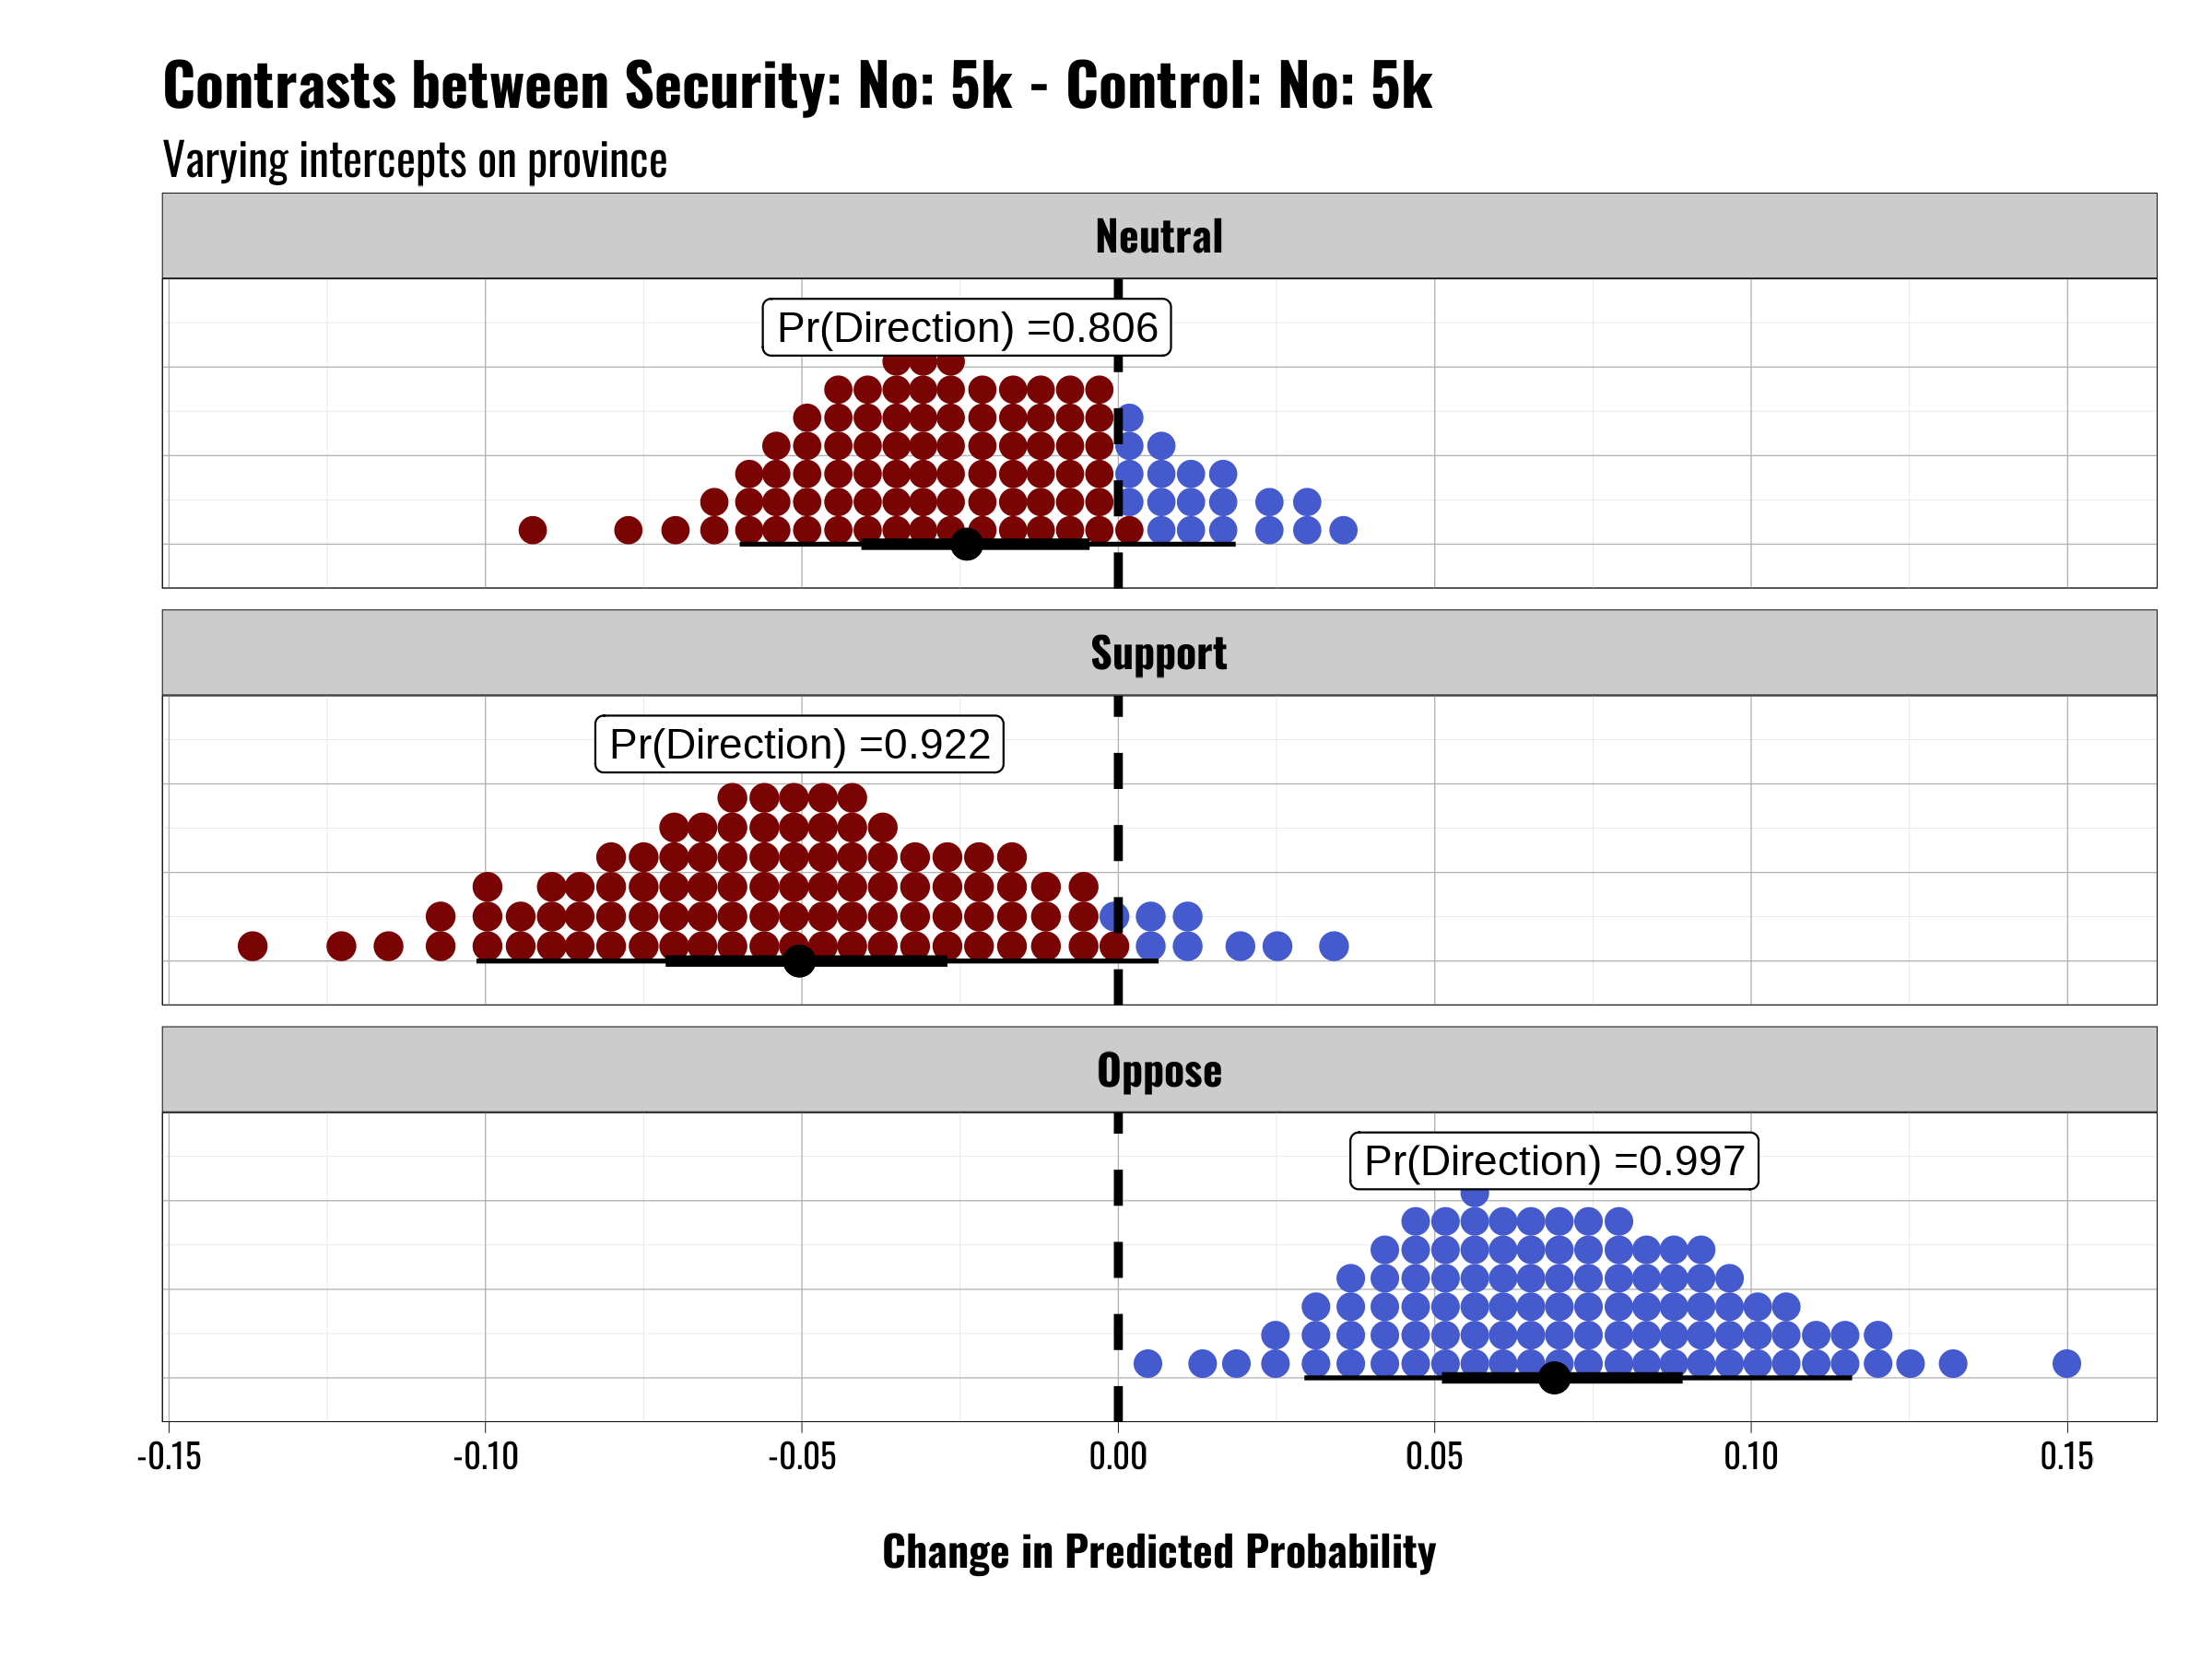 Contrasts between Security: No: 5k - Control: No: 5k
Varying intercepts on province
Neutral
Pr(Direction) =0.806
Support
Pr(Direction) =0.922
Oppose
Pr(Direction) =0.997
-0.15 -0.10 -0.05 0.00 0.05 0.10 0.15
Change in Predicted Probability